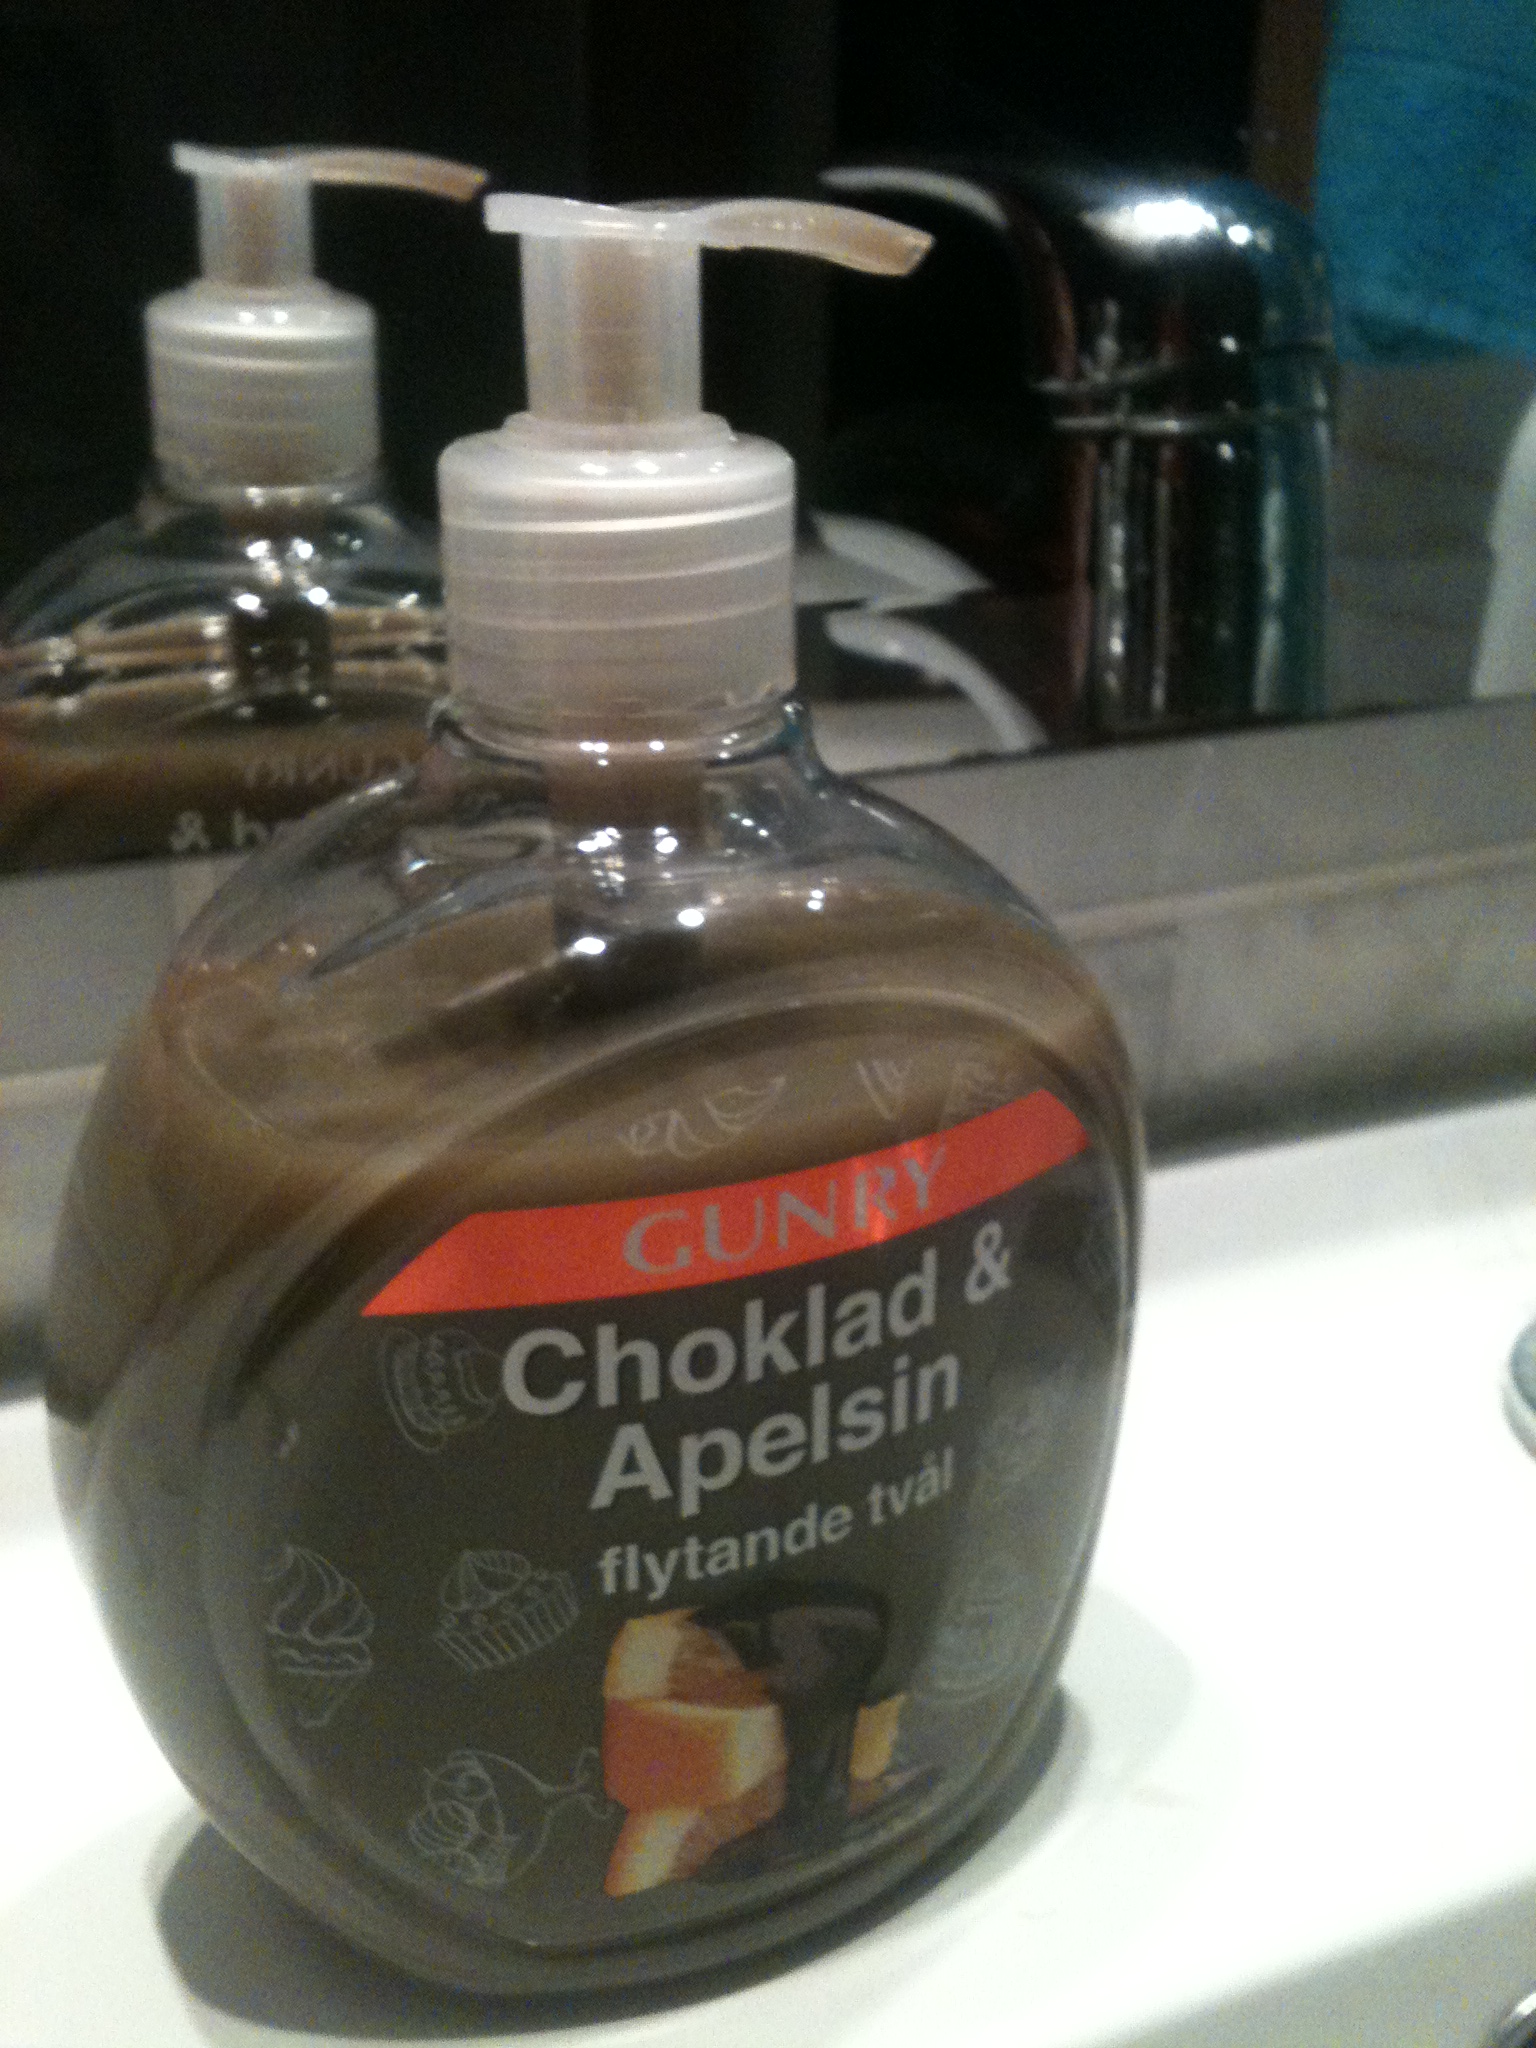 GUNRY
Choklad &
Apelsin
flytande tvål